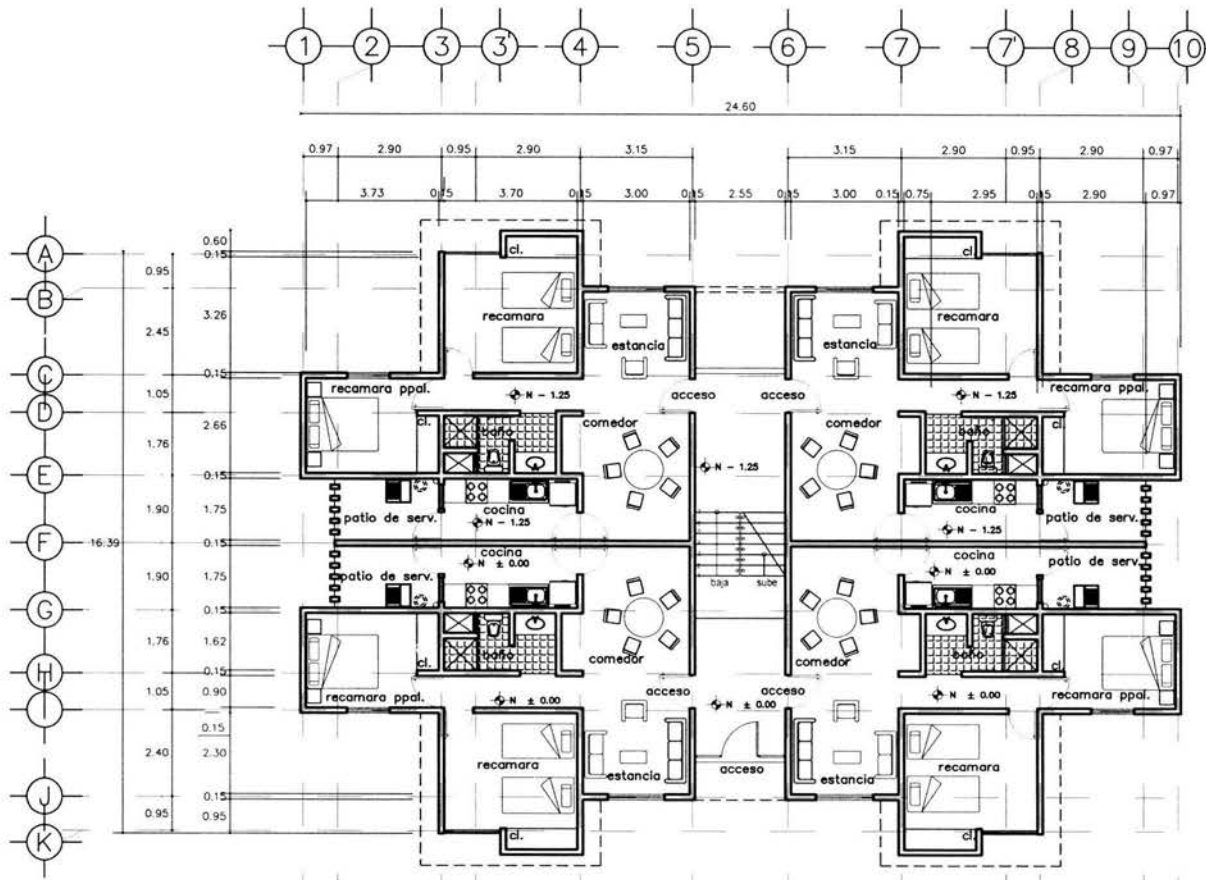 1 2 3 3' 4 5 6 7 7' 8 9 10
24.60
0.97 2.90 0.95 2.90 3.15 3.15 2.90 0.95 2.90 0.97
3.73 0.15 3.70 0.15 3.00 0.15 2.55 0.15 3.00 0.15 0.75 2.95 0.15 2.90 0.97
A
B
C
D
E
F
G
H
I
J
K
16.39
0.95
2.45
1.05
1.76
1.90
1.90
1.76
1.05
2.40
0.95
0.60
0.15
3.26
0.15
2.66
0.15
1.75
0.15
1.75
0.15
1.62
0.15
0.90
0.15
2.30
0.15
0.95
cl. cl.
recamara recamara
estancia estancia
recamara ppal. recamara ppal.
N - 1.25 acceso acceso N - 1.25
cl. baño comedor comedor baño cl.
N - 1.25
cocina cocina
patio de serv. N - 1.25 N - 1.25 patio de serv.
cocina cocina
patio de serv. N ± 0.00 N ± 0.00 patio de serv.
baja sube
cl. baño comedor comedor baño cl.
recamara ppal. acceso acceso recamara ppal.
N ± 0.00 N ± 0.00 N ± 0.00
recamara estancia acceso estancia recamara
cl. cl.